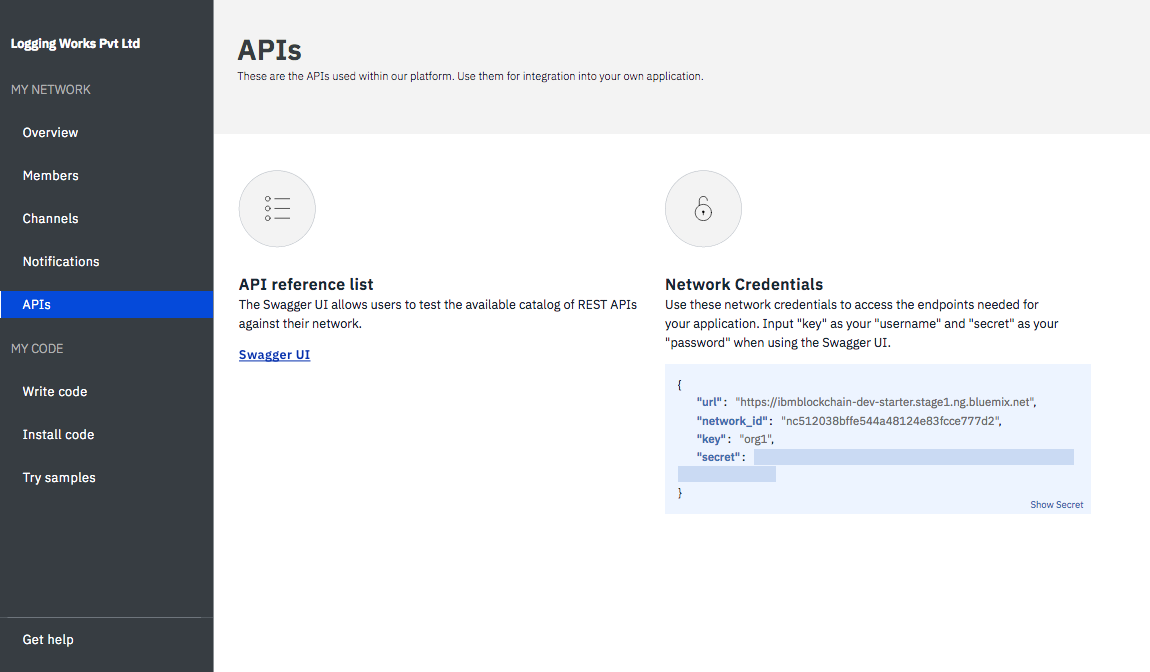 Logging Works Pvt Ltd
MY NETWORK
Overview
Members
Channels
Notifications
APIs
MY CODE
Write code
Install code
Try samples
Get help
APIs
These are the APIs used within our platform. Use them for integration into your own application.
API reference list
The Swagger UI allows users to test the available catalog of REST APIs
against their network.
Swagger UI
Network Credentials
Use these network credentials to access the endpoints needed for
your application. Input "key" as your "username" and "secret" as your
"password" when using the Swagger UI.
{
"url": "https://ibmblockchain-dev-starter.stage1.ng.bluemix.net",
"network_id": "nc512038bffe544a48124e83fcce777d2",
"key": "org1",
"secret":
}
Show Secret